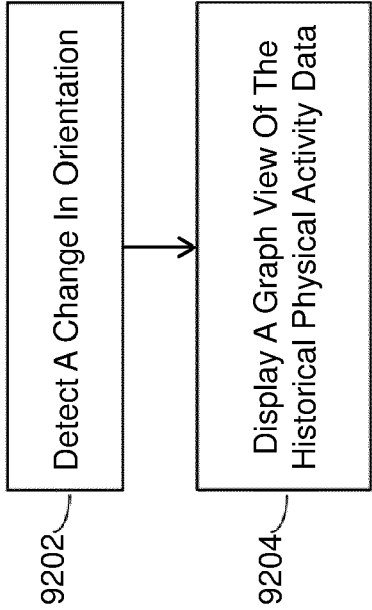 9202
Detect A Change In Orientation
9204
Display A Graph View Of The
Historical Physical Activity Data